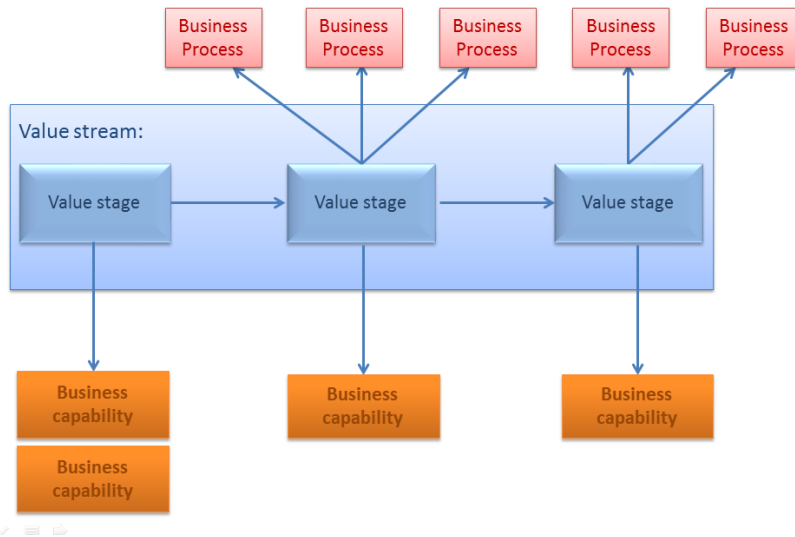 Business
Process
Business
Process
Business
Process
Business
Process
Business
Process
Value stream:
Value stage
Value stage
Value stage
Business
capability
Business
capability
Business
capability
Business
capability